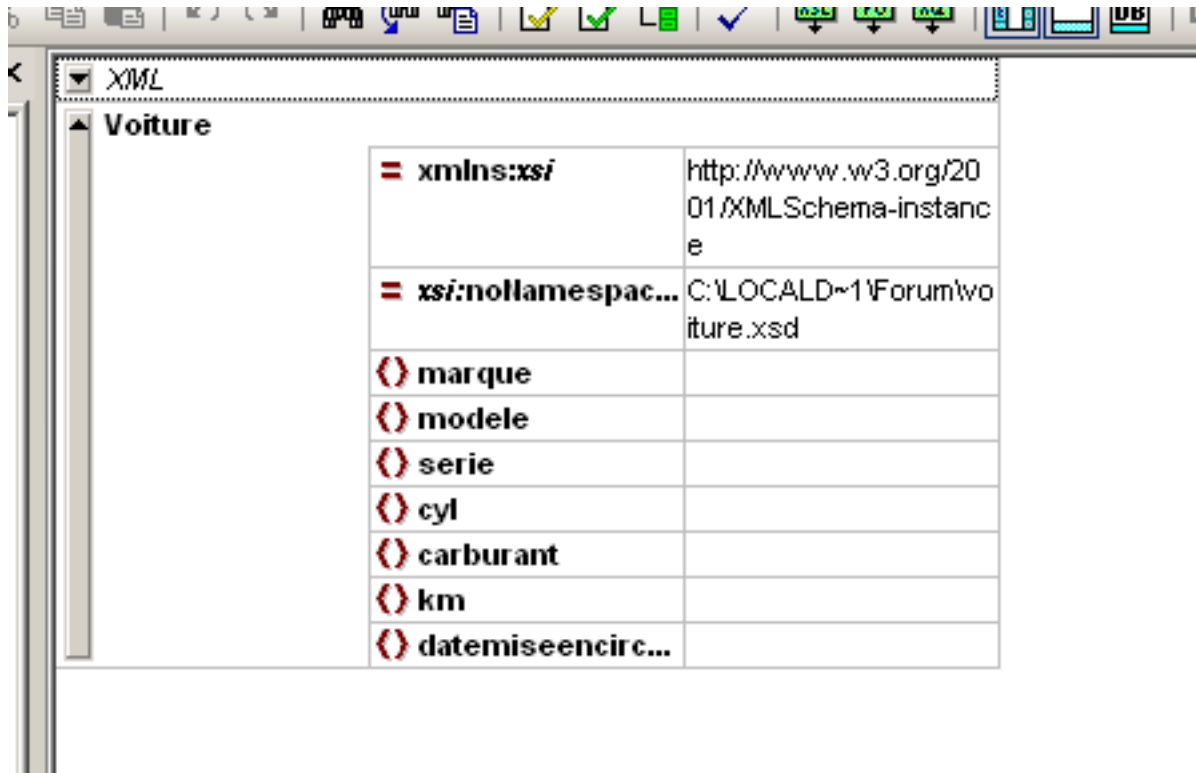 DB
XML
Voiture
= xmlns:xsi http://www.w3.org/20
01/XMLSchema-instanc
e
= xsi:noNamespac... C:\LOCALD~1\Forum\vo
iture.xsd
{} marque
{} modele
{} serie
{} cyl
{} carburant
{} km
{} datemiseencirc...